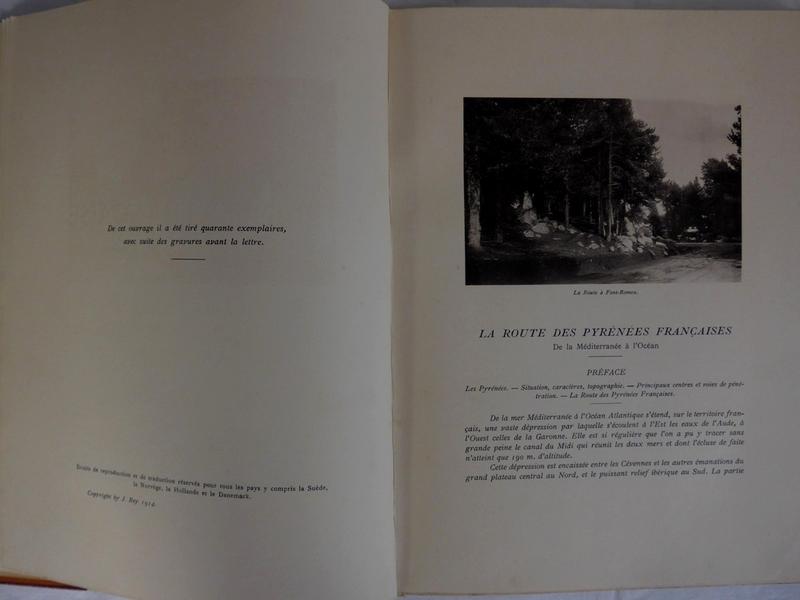 De cet ouvrage il a été tiré quarante exemplaires,
avec suite des gravures avant la lettre.
Droits de reproduction et de traduction réservés pour tous les pays y compris la Suède,
la Norvège, la Hollande et le Danemark.
Copyright by J. Rey 1914.
La Route à Font-Romeu.
LA ROUTE DES PYRÉNÉES FRANÇAISES
De la Méditerranée à l'Océan
PRÉFACE
Les Pyrénées. — Situation, caractères, topographie. — Principaux centres et voies de péné-
tration. — La Route des Pyrénées Françaises.
De la mer Méditerranée à l'Océan Atlantique s'étend, sur le territoire fran-
çais, une vaste dépression par laquelle s'écoulent à l'Est les eaux de l'Aude, à
l'Ouest celles de la Garonne. Elle est si régulière que l'on a pu y tracer sans
grande peine le canal du Midi qui réunit les deux mers et dont l'écluse de faîte
n'atteint que 190 m. d'altitude.
Cette dépression est encaissée entre les Cévennes et les autres émanations du
grand plateau central au Nord, et le puissant relief ibérique au Sud. La partie